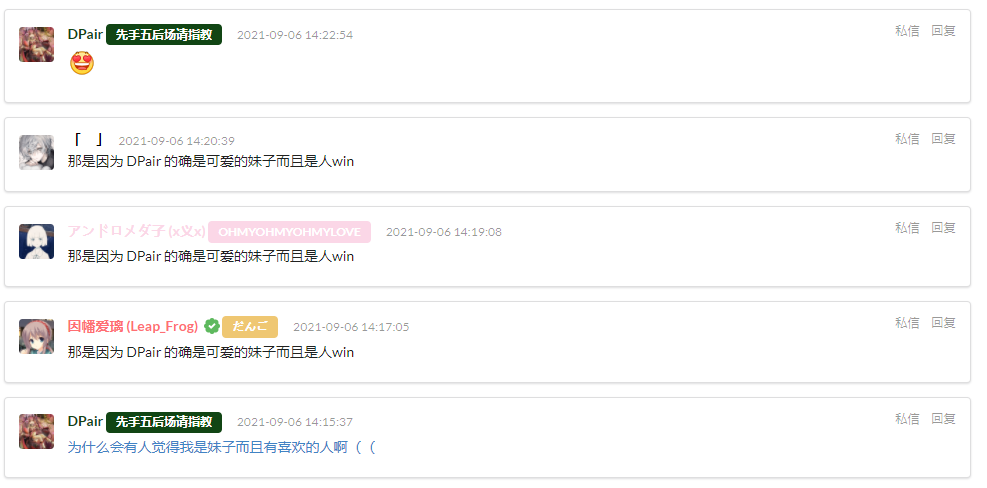 DPair 先手五后场请指教 2021-09-06 14:22:54 私信 回复
「 」 2021-09-06 14:20:39 私信 回复
那是因为 DPair 的确是可爱的妹子而且是人win
アンドロメダ子 (x义x) OHMYOHMYOHMYLOVE 2021-09-06 14:19:08 私信 回复
那是因为 DPair 的确是可爱的妹子而且是人win
因幡爱璃 (Leap_Frog) だんご 2021-09-06 14:17:05 私信 回复
那是因为 DPair 的确是可爱的妹子而且是人win
DPair 先手五后场请指教 2021-09-06 14:15:37 私信 回复
为什么会有人觉得我是妹子而且有喜欢的人啊（（